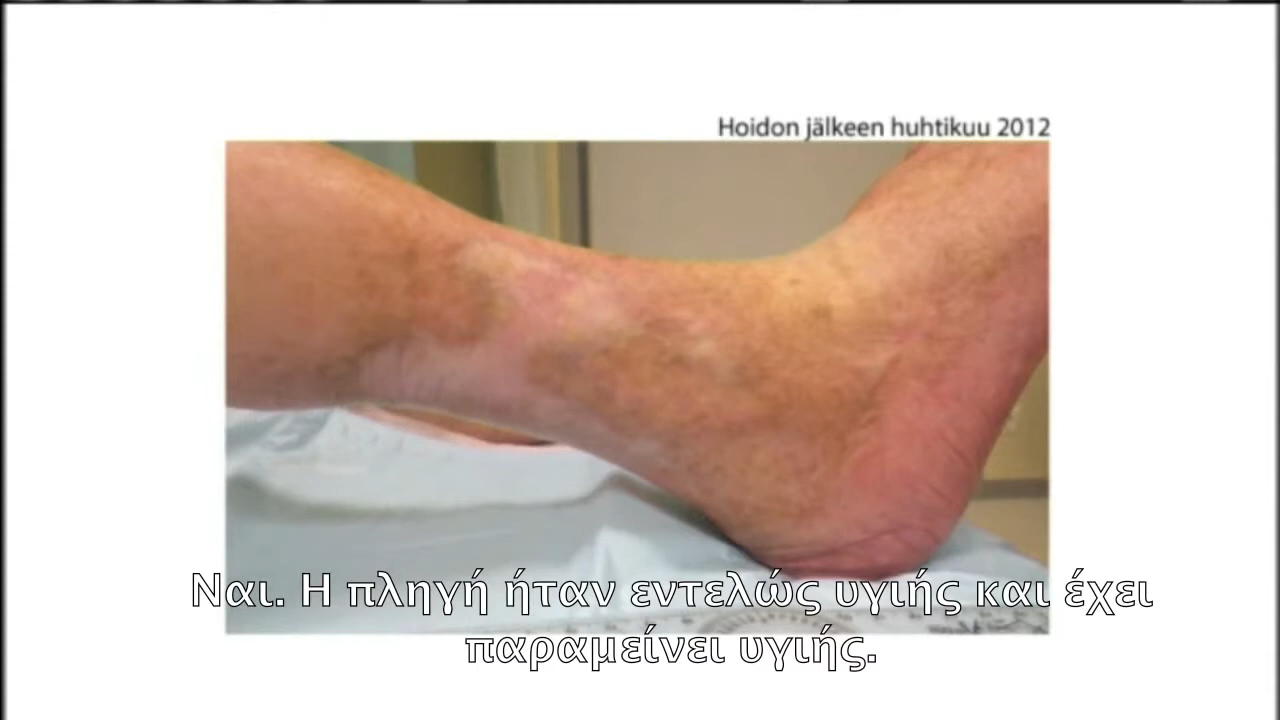 Hoidon jälkeen huhtikuu 2012
Ναι. Η πληγή ήταν εντελώς υγιής και έχει
παραμείνει υγιής.